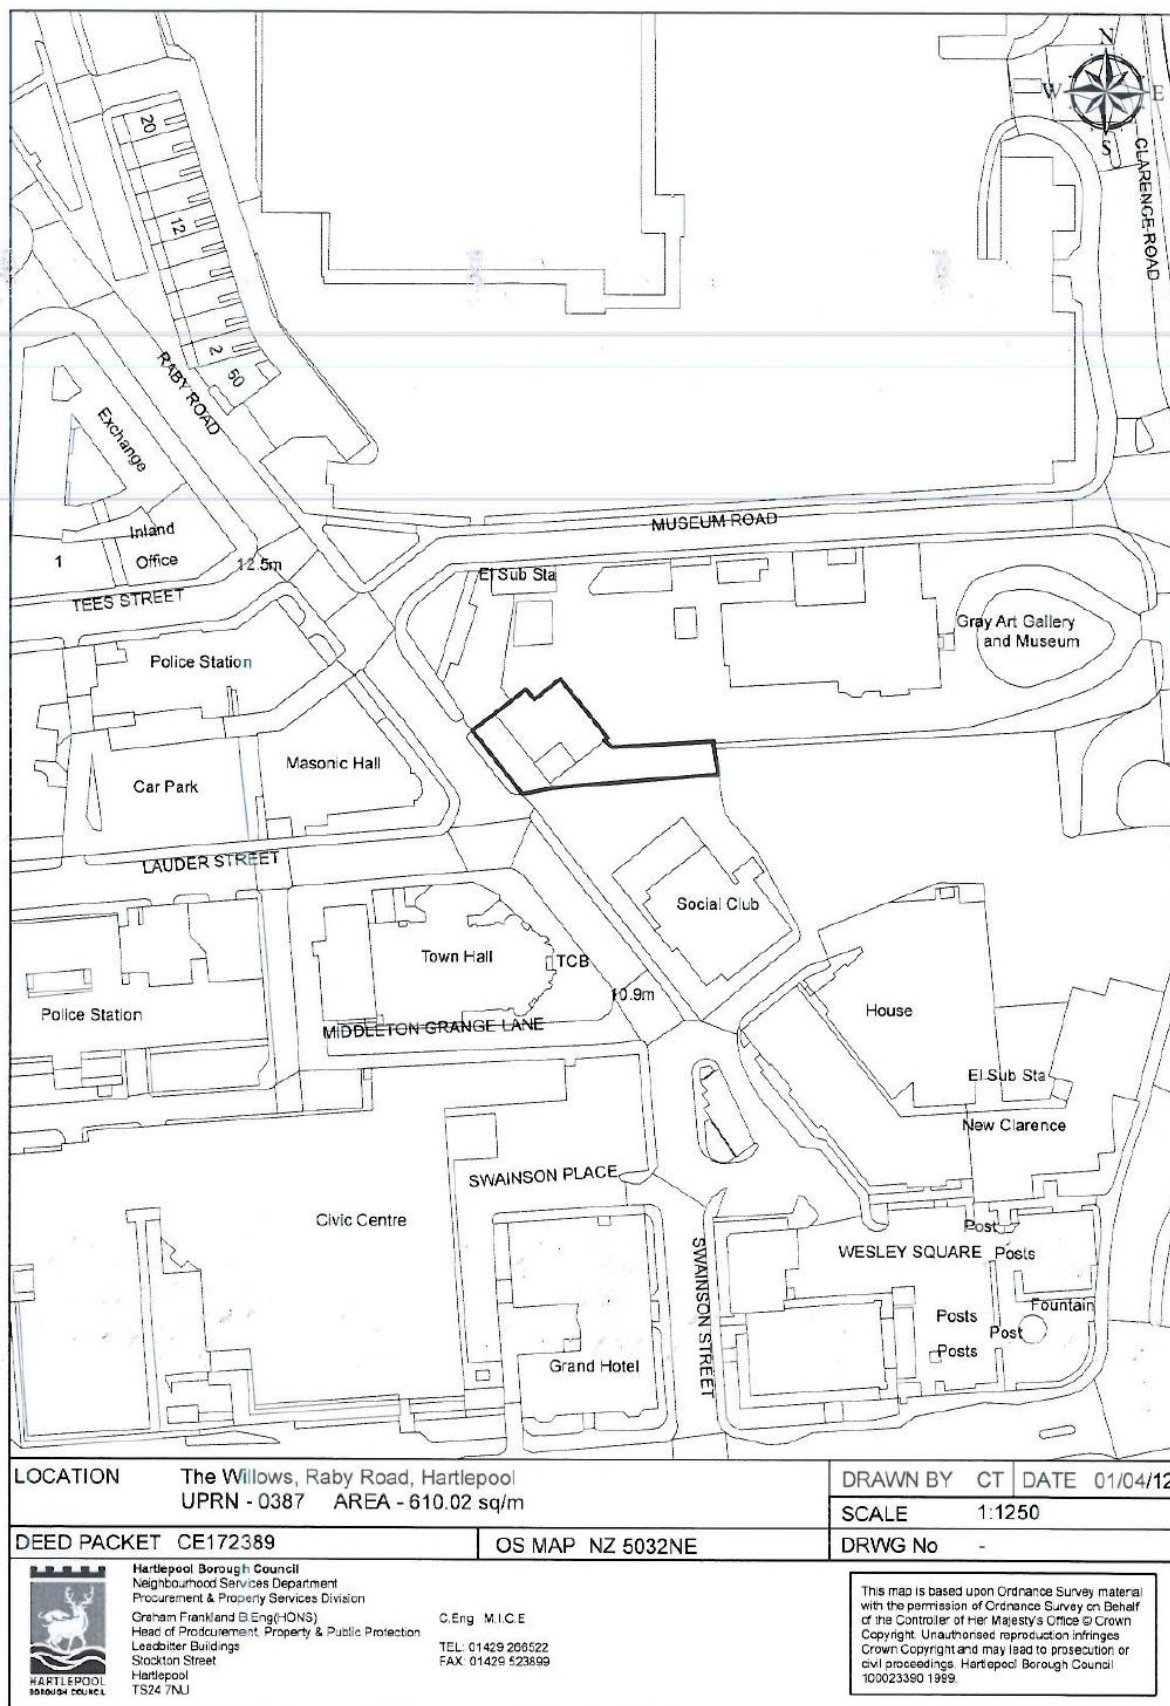 N
W
E
S
CLARENCE ROAD
20
12
2
50
RABY ROAD
Exchange
Inland
Office
1
12.5m
TEES STREET
MUSEUM ROAD
El Sub Sta
Gray Art Gallery
and Museum
Police Station
Masonic Hall
Car Park
LAUDER STREET
Social Club
Town Hall
TCB
10.9m
Police Station
MIDDLETON GRANGE LANE
House
El Sub Sta
New Clarence
SWAINSON PLACE
Civic Centre
Post
WESLEY SQUARE
Posts
SWAINSON STREET
Posts
Fountain
Post
Posts
Grand Hotel
LOCATION The Willows, Raby Road, Hartlepool
UPRN - 0387 AREA - 610.02 sq/m
DRAWN BY CT DATE 01/04/12
SCALE 1:1250
DEED PACKET CE172389 OS MAP NZ 5032NE DRWG No -
HARTLEPOOL
BOROUGH COUNCIL
Hartlepool Borough Council
Neighbourhood Services Department
Procurement & Property Services Division
Graham Frankland B.Eng(HONS) C.Eng M.I.C.E
Head of Prodcurement, Property & Public Protection
Leadbitter Buildings TEL: 01429 266522
Stockton Street FAX: 01429 523899
Hartlepool
TS24 7NU
This map is based upon Ordnance Survey material
with the permission of Ordnance Survey on Behalf
of the Controller of Her Majesty's Office © Crown
Copyright. Unauthorised reproduction infringes
Crown Copyright and may lead to prosecution or
civil proceedings. Hartlepool Borough Council
100023390 1999.